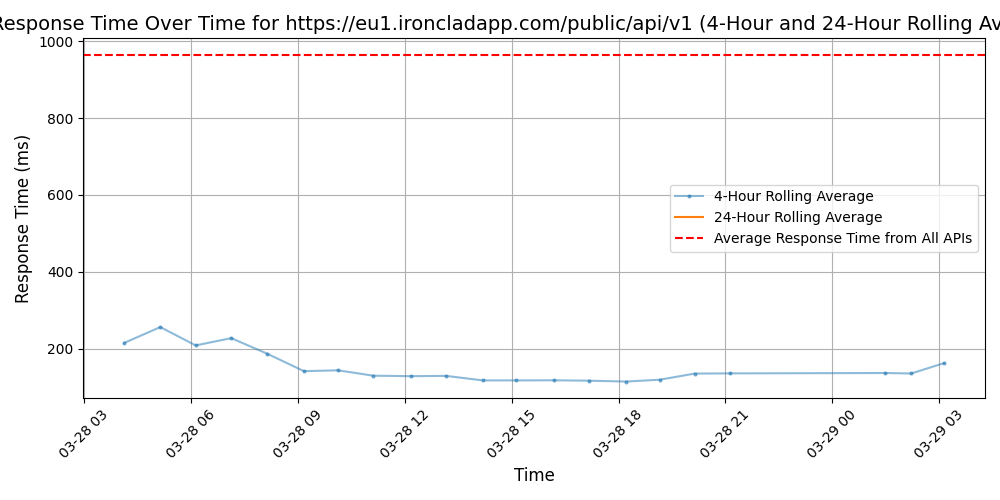 Response Time Over Time for https://eu1.ironcladapp.com/public/api/v1 (4-Hour and 24-Hour Rolling
Response Time (ms)
1000
800
600
400
200
4-Hour Rolling Average
24-Hour Rolling Average
Average Response Time from All APIs
03-28 03
03-28 06
03-28 09
03-28 12
03-28 15
03-28 18
03-28 21
03-29 00
03-29 03
Time